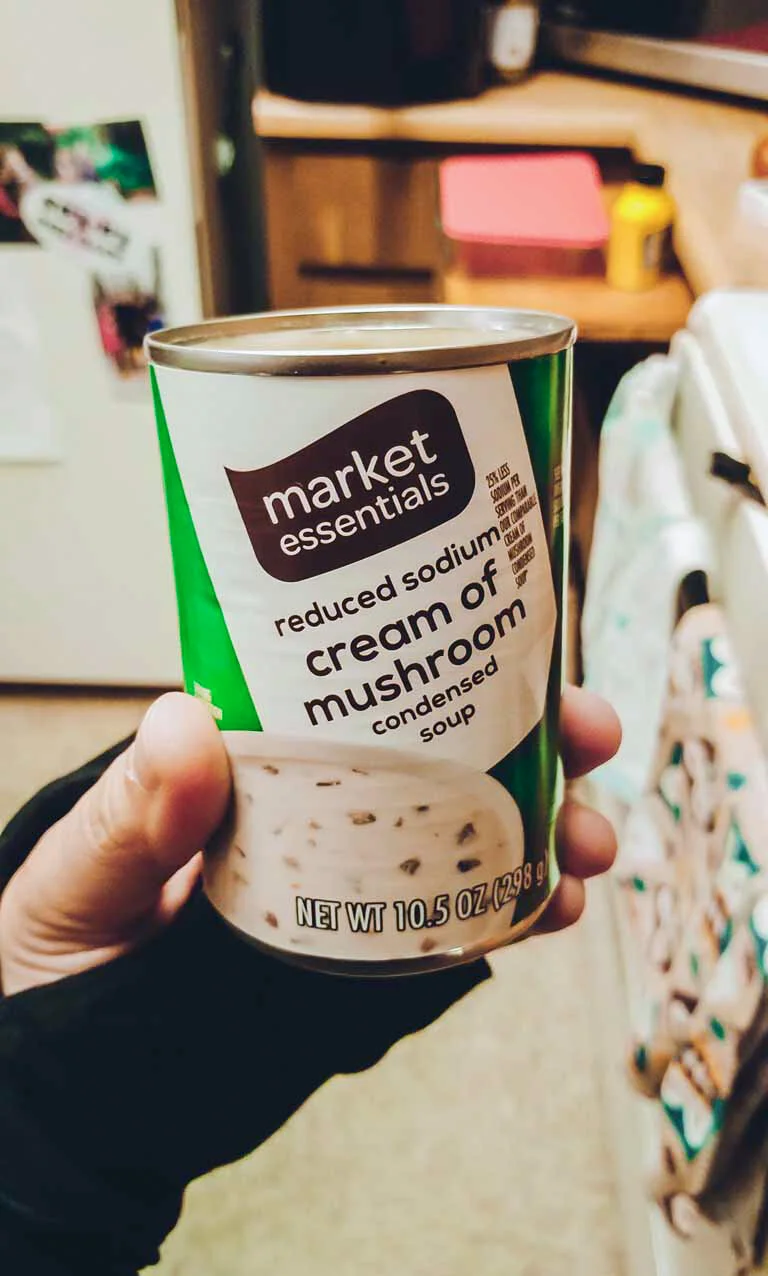 market
essentials
25% LESS
SODIUM PER
SERVING THAN
OUR COMPARABLE
CREAM OF
MUSHROOM
CONDENSED
SOUP*
reduced sodium
cream of
mushroom
condensed
soup
NET WT 10.5 OZ (298 g)